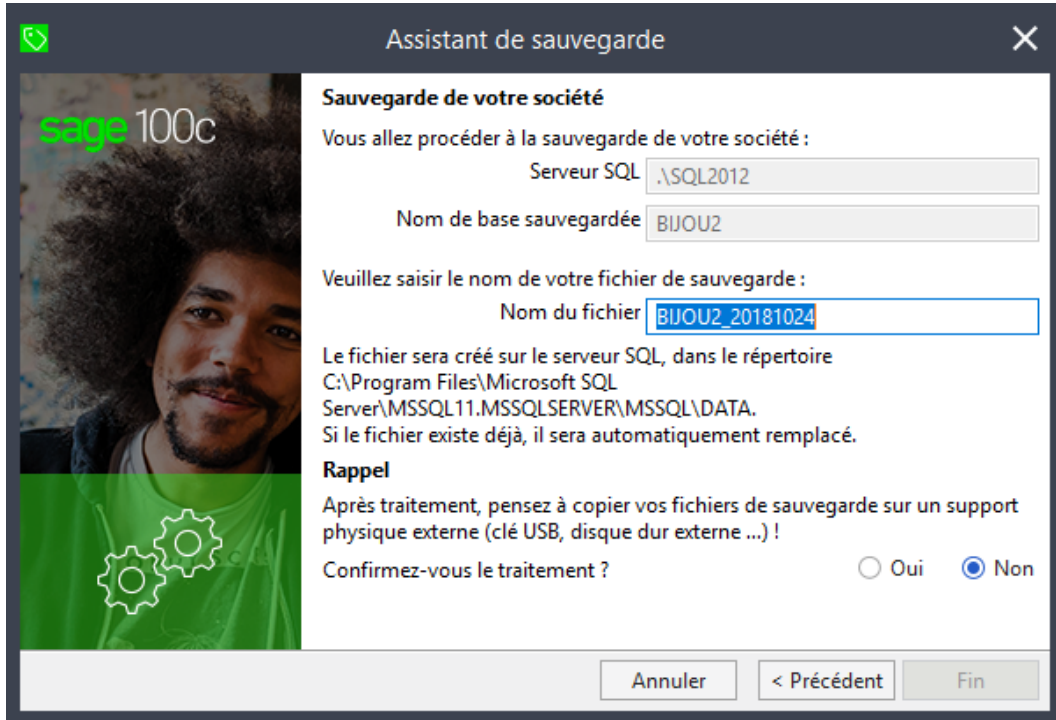 Assistant de sauvegarde
sage 100c
Sauvegarde de votre société
Vous allez procéder à la sauvegarde de votre société :
Serveur SQL .\SQL2012
Nom de base sauvegardée BIJOU2
Veuillez saisir le nom de votre fichier de sauvegarde :
Nom du fichier BIJOU2_20181024
Le fichier sera créé sur le serveur SQL, dans le répertoire
C:\Program Files\Microsoft SQL
Server\MSSQL11.MSSQLSERVER\MSSQL\DATA.
Si le fichier existe déjà, il sera automatiquement remplacé.
Rappel
Après traitement, pensez à copier vos fichiers de sauvegarde sur un support
physique externe (clé USB, disque dur externe ...) !
Confirmez-vous le traitement ? Oui Non
Annuler < Précédent Fin